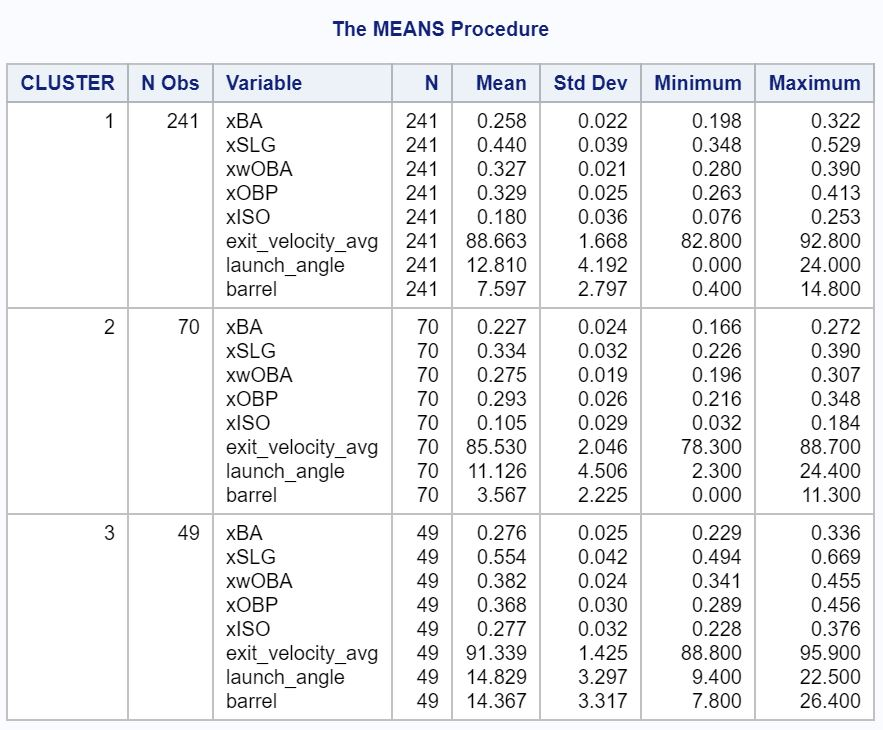 The MEANS Procedure
CLUSTER N Obs Variable N Mean Std Dev Minimum Maximum
1 241 xBA 241 0.258 0.022 0.198 0.322
xSLG 241 0.440 0.039 0.348 0.529
xwOBA 241 0.327 0.021 0.280 0.390
xOBP 241 0.329 0.025 0.263 0.413
xISO 241 0.180 0.036 0.076 0.253
exit_velocity_avg 241 88.663 1.668 82.800 92.800
launch_angle 241 12.810 4.192 0.000 24.000
barrel 241 7.597 2.797 0.400 14.800
2 70 xBA 70 0.227 0.024 0.166 0.272
xSLG 70 0.334 0.032 0.226 0.390
xwOBA 70 0.275 0.019 0.196 0.307
xOBP 70 0.293 0.026 0.216 0.348
xISO 70 0.105 0.029 0.032 0.184
exit_velocity_avg 70 85.530 2.046 78.300 88.700
launch_angle 70 11.126 4.506 2.300 24.400
barrel 70 3.567 2.225 0.000 11.300
3 49 xBA 49 0.276 0.025 0.229 0.336
xSLG 49 0.554 0.042 0.494 0.669
xwOBA 49 0.382 0.024 0.341 0.455
xOBP 49 0.368 0.030 0.289 0.456
xISO 49 0.277 0.032 0.228 0.376
exit_velocity_avg 49 91.339 1.425 88.800 95.900
launch_angle 49 14.829 3.297 9.400 22.500
barrel 49 14.367 3.317 7.800 26.400